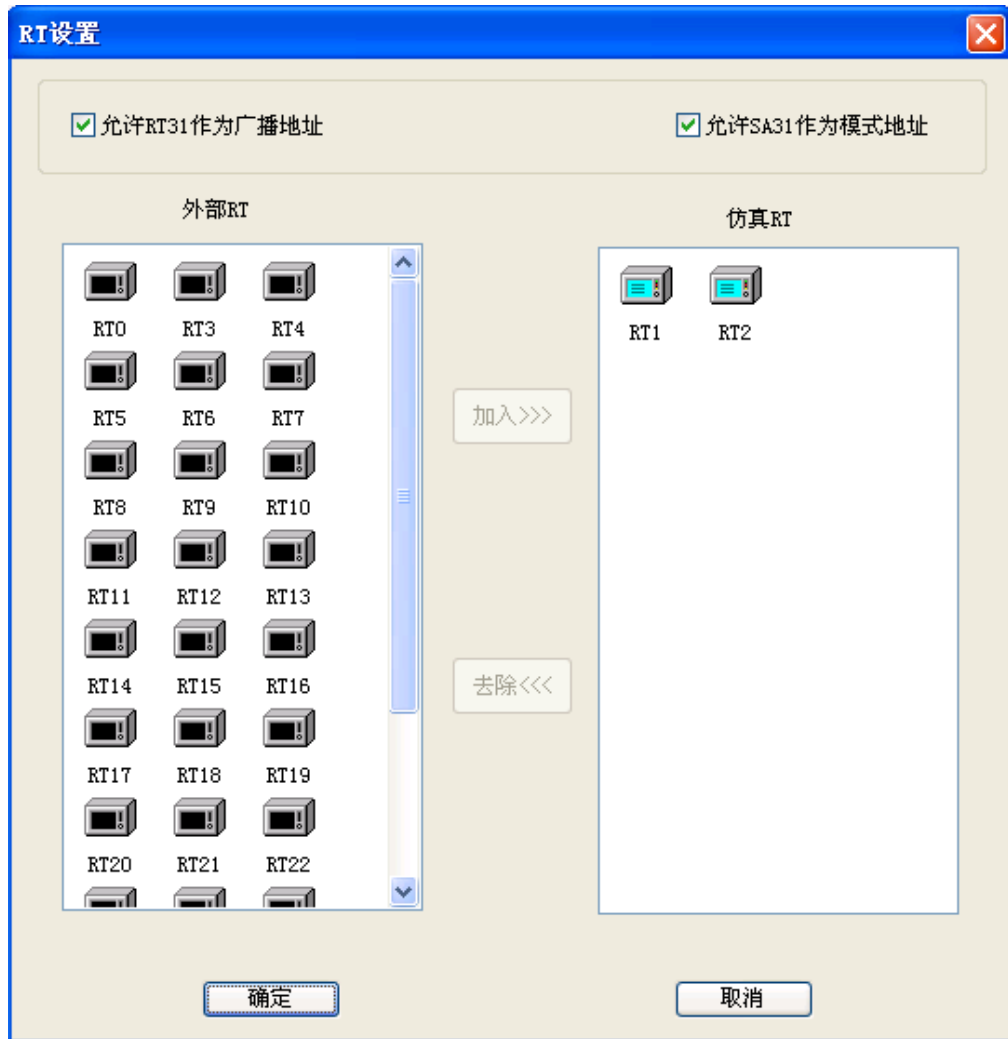 RT设置
允许RT31作为广播地址
允许SA31作为模式地址
外部RT
仿真RT
RT0 RT3 RT4
RT5 RT6 RT7
RT8 RT9 RT10
RT11 RT12 RT13
RT14 RT15 RT16
RT17 RT18 RT19
RT20 RT21 RT22
加入>>>
去除<<<
RT1 RT2
确定
取消